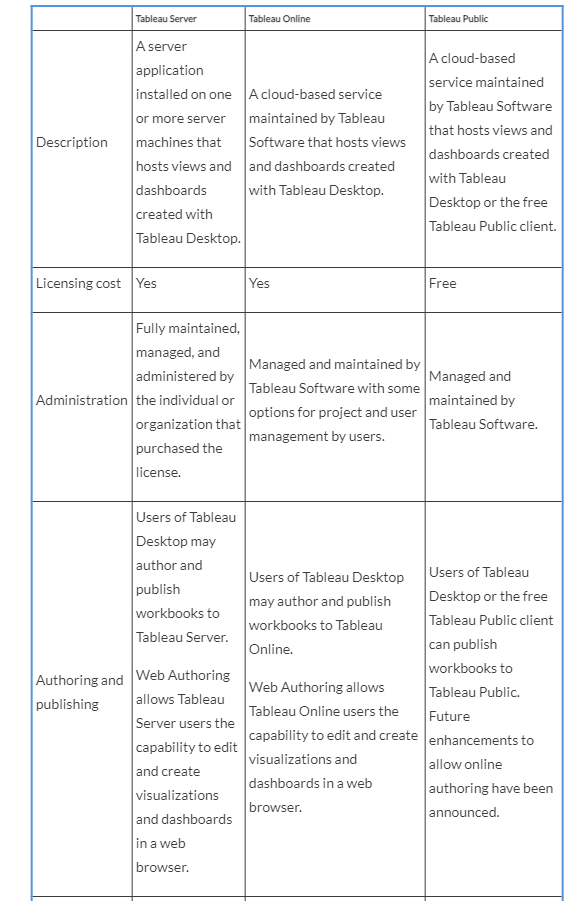 Tableau Server
Tableau Online
Tableau Public
Description
A server
application
installed on one
or more server
machines that
hosts views and
dashboards
created with
Tableau Desktop.
A cloud-based service
maintained by Tableau
Software that hosts views
and dashboards created
with Tableau Desktop.
A cloud-based
service maintained
by Tableau Software
that hosts views and
dashboards created
with Tableau
Desktop or the free
Tableau Public client.
Licensing cost
Yes
Yes
Free
Administration
Fully maintained,
managed, and
administered by
the individual or
organization that
purchased the
license.
Managed and maintained by
Tableau Software with some
options for project and user
management by users.
Managed and
maintained by
Tableau Software.
Authoring and
publishing
Users of Tableau
Desktop may
author and
publish
workbooks to
Tableau Server.
Web Authoring
allows Tableau
Server users the
capability to edit
and create
visualizations
and dashboards
in a web
browser.
Users of Tableau Desktop
may author and publish
workbooks to Tableau
Online.
Web Authoring allows
Tableau Online users the
capability to edit and create
visualizations and
dashboards in a web
browser.
Users of Tableau
Desktop or the free
Tableau Public client
can publish
workbooks to
Tableau Public.
Future
enhancements to
allow online
authoring have been
announced.